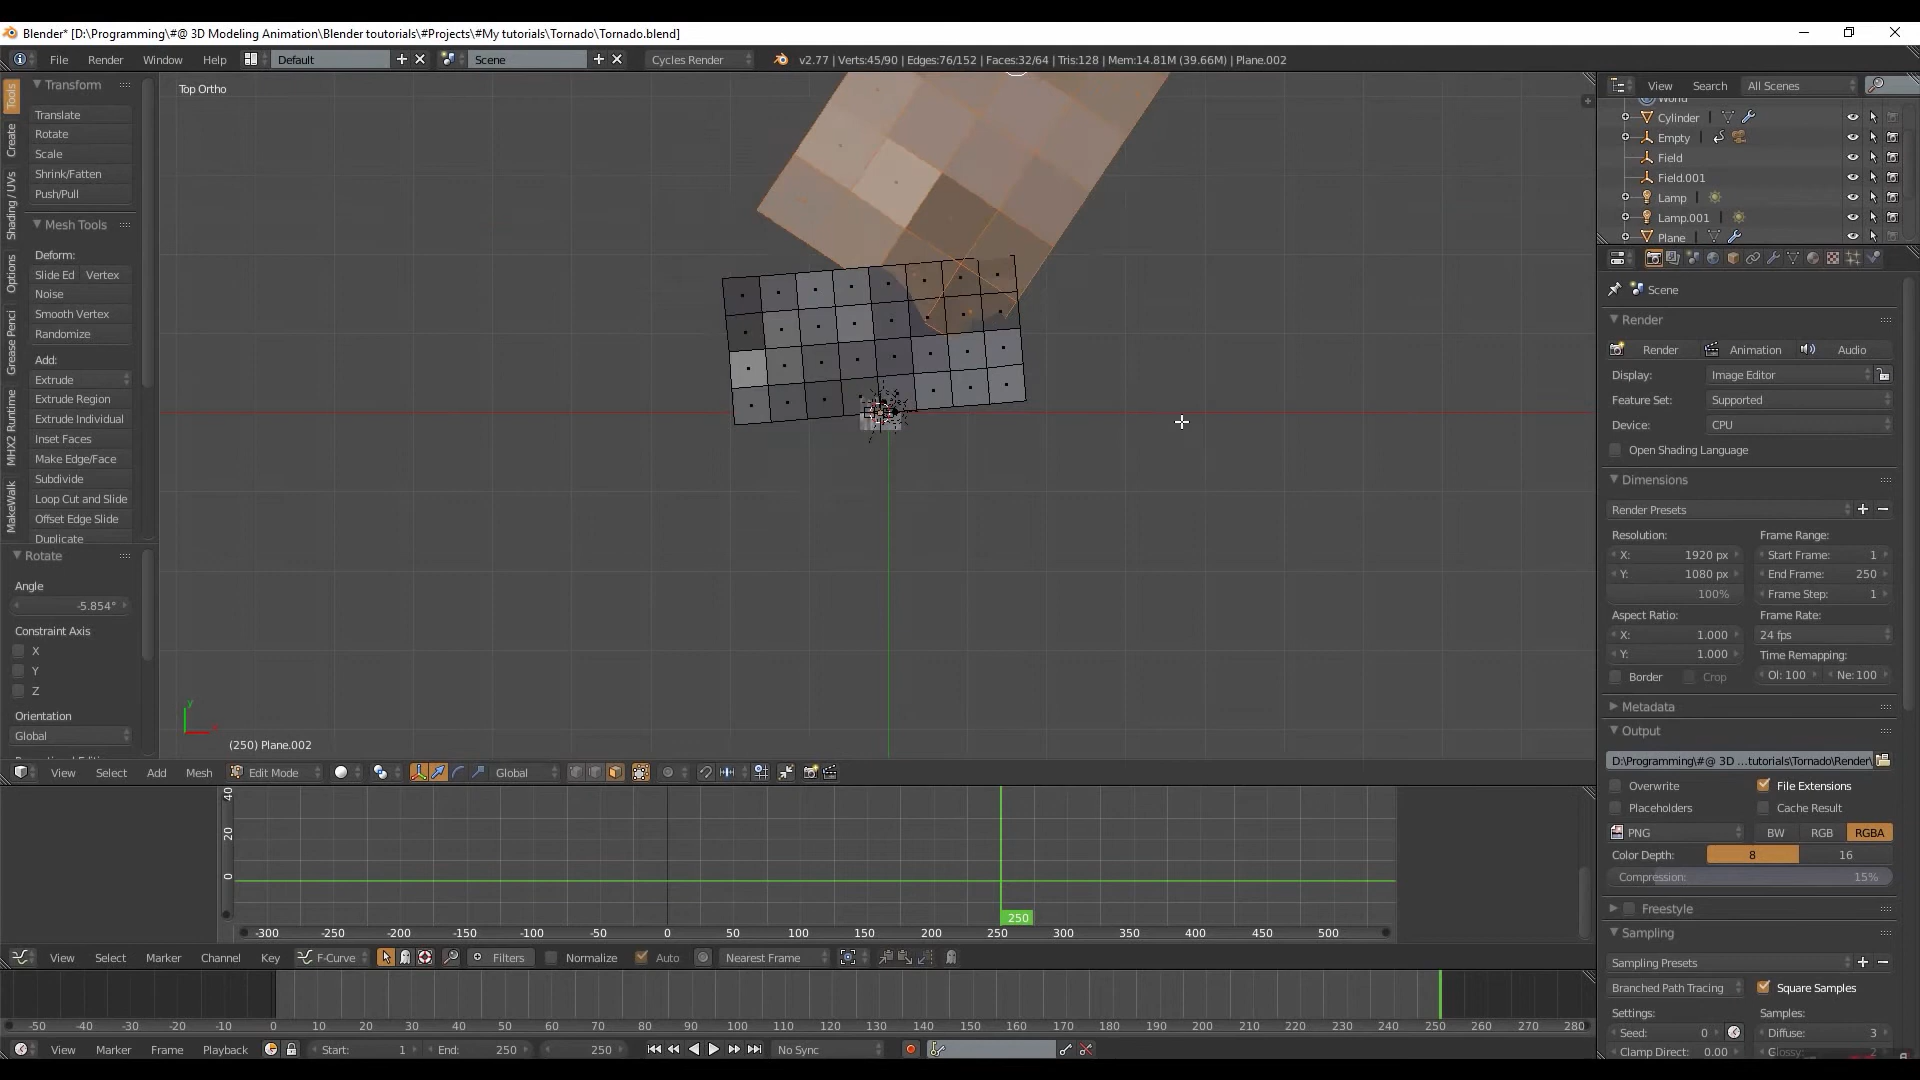 Blender* [D:\Programming\#@ 3D Modeling Animation\Blender toutorials\#Projects\#My tutorials\Tornado\Tornado.blend]
File Render Window Help Default Scene Cycles Render v2.77 | Verts:45/90 | Edges:76/152 | Faces:32/64 | Tris:128 | Mem:14.81M (39.66M) | Plane.002
Tools
Create
Shading / UVs
Options
Grease Penci
MHX2 Runtime
MakeWalk
Transform
Translate
Rotate
Scale
Shrink/Fatten
Push/Pull
Mesh Tools
Deform:
Slide Ed Vertex
Noise
Smooth Vertex
Randomize
Add:
Extrude
Extrude Region
Extrude Individual
Inset Faces
Make Edge/Face
Subdivide
Loop Cut and Slide
Offset Edge Slide
Duplicate
Rotate
Angle
-5.854°
Constraint Axis
X
Y
Z
Orientation
Global
Top Ortho
y
(250) Plane.002
View Select Add Mesh Edit Mode Global
40
20
0
250
-300 -250 -200 -150 -100 -50 0 50 100 150 200 250 300 350 400 450 500
View Select Marker Channel Key F-Curve Filters Normalize Auto Nearest Frame
-50 -40 -30 -20 -10 0 10 20 30 40 50 60 70 80 90 100 110 120 130 140 150 160 170 180 190 200 210 220 230 240 250 260 270 280
View Marker Frame Playback Start: 1 End: 250 250 No Sync
View Search All Scenes
World
Cylinder
Empty
Field
Field.001
Lamp
Lamp.001
Plane
Scene
Render
Render Animation Audio
Display: Image Editor
Feature Set: Supported
Device: CPU
Open Shading Language
Dimensions
Render Presets
Resolution: Frame Range:
X: 1920 px Start Frame: 1
Y: 1080 px End Frame: 250
100% Frame Step: 1
Aspect Ratio: Frame Rate:
X: 1.000 24 fps
Y: 1.000 Time Remapping:
Border Crop Ol: 100 Ne: 100
Metadata
Output
D:\Programming\#@ 3D ...tutorials\Tornado\Render\
Overwrite File Extensions
Placeholders Cache Result
PNG BW RGB RGBA
Color Depth: 8 16
Compression: 15%
Freestyle
Sampling
Sampling Presets
Branched Path Tracing Square Samples
Settings: Samples:
Seed: 0 Diffuse: 3
Clamp Direct: 0.00 Glossy: 2